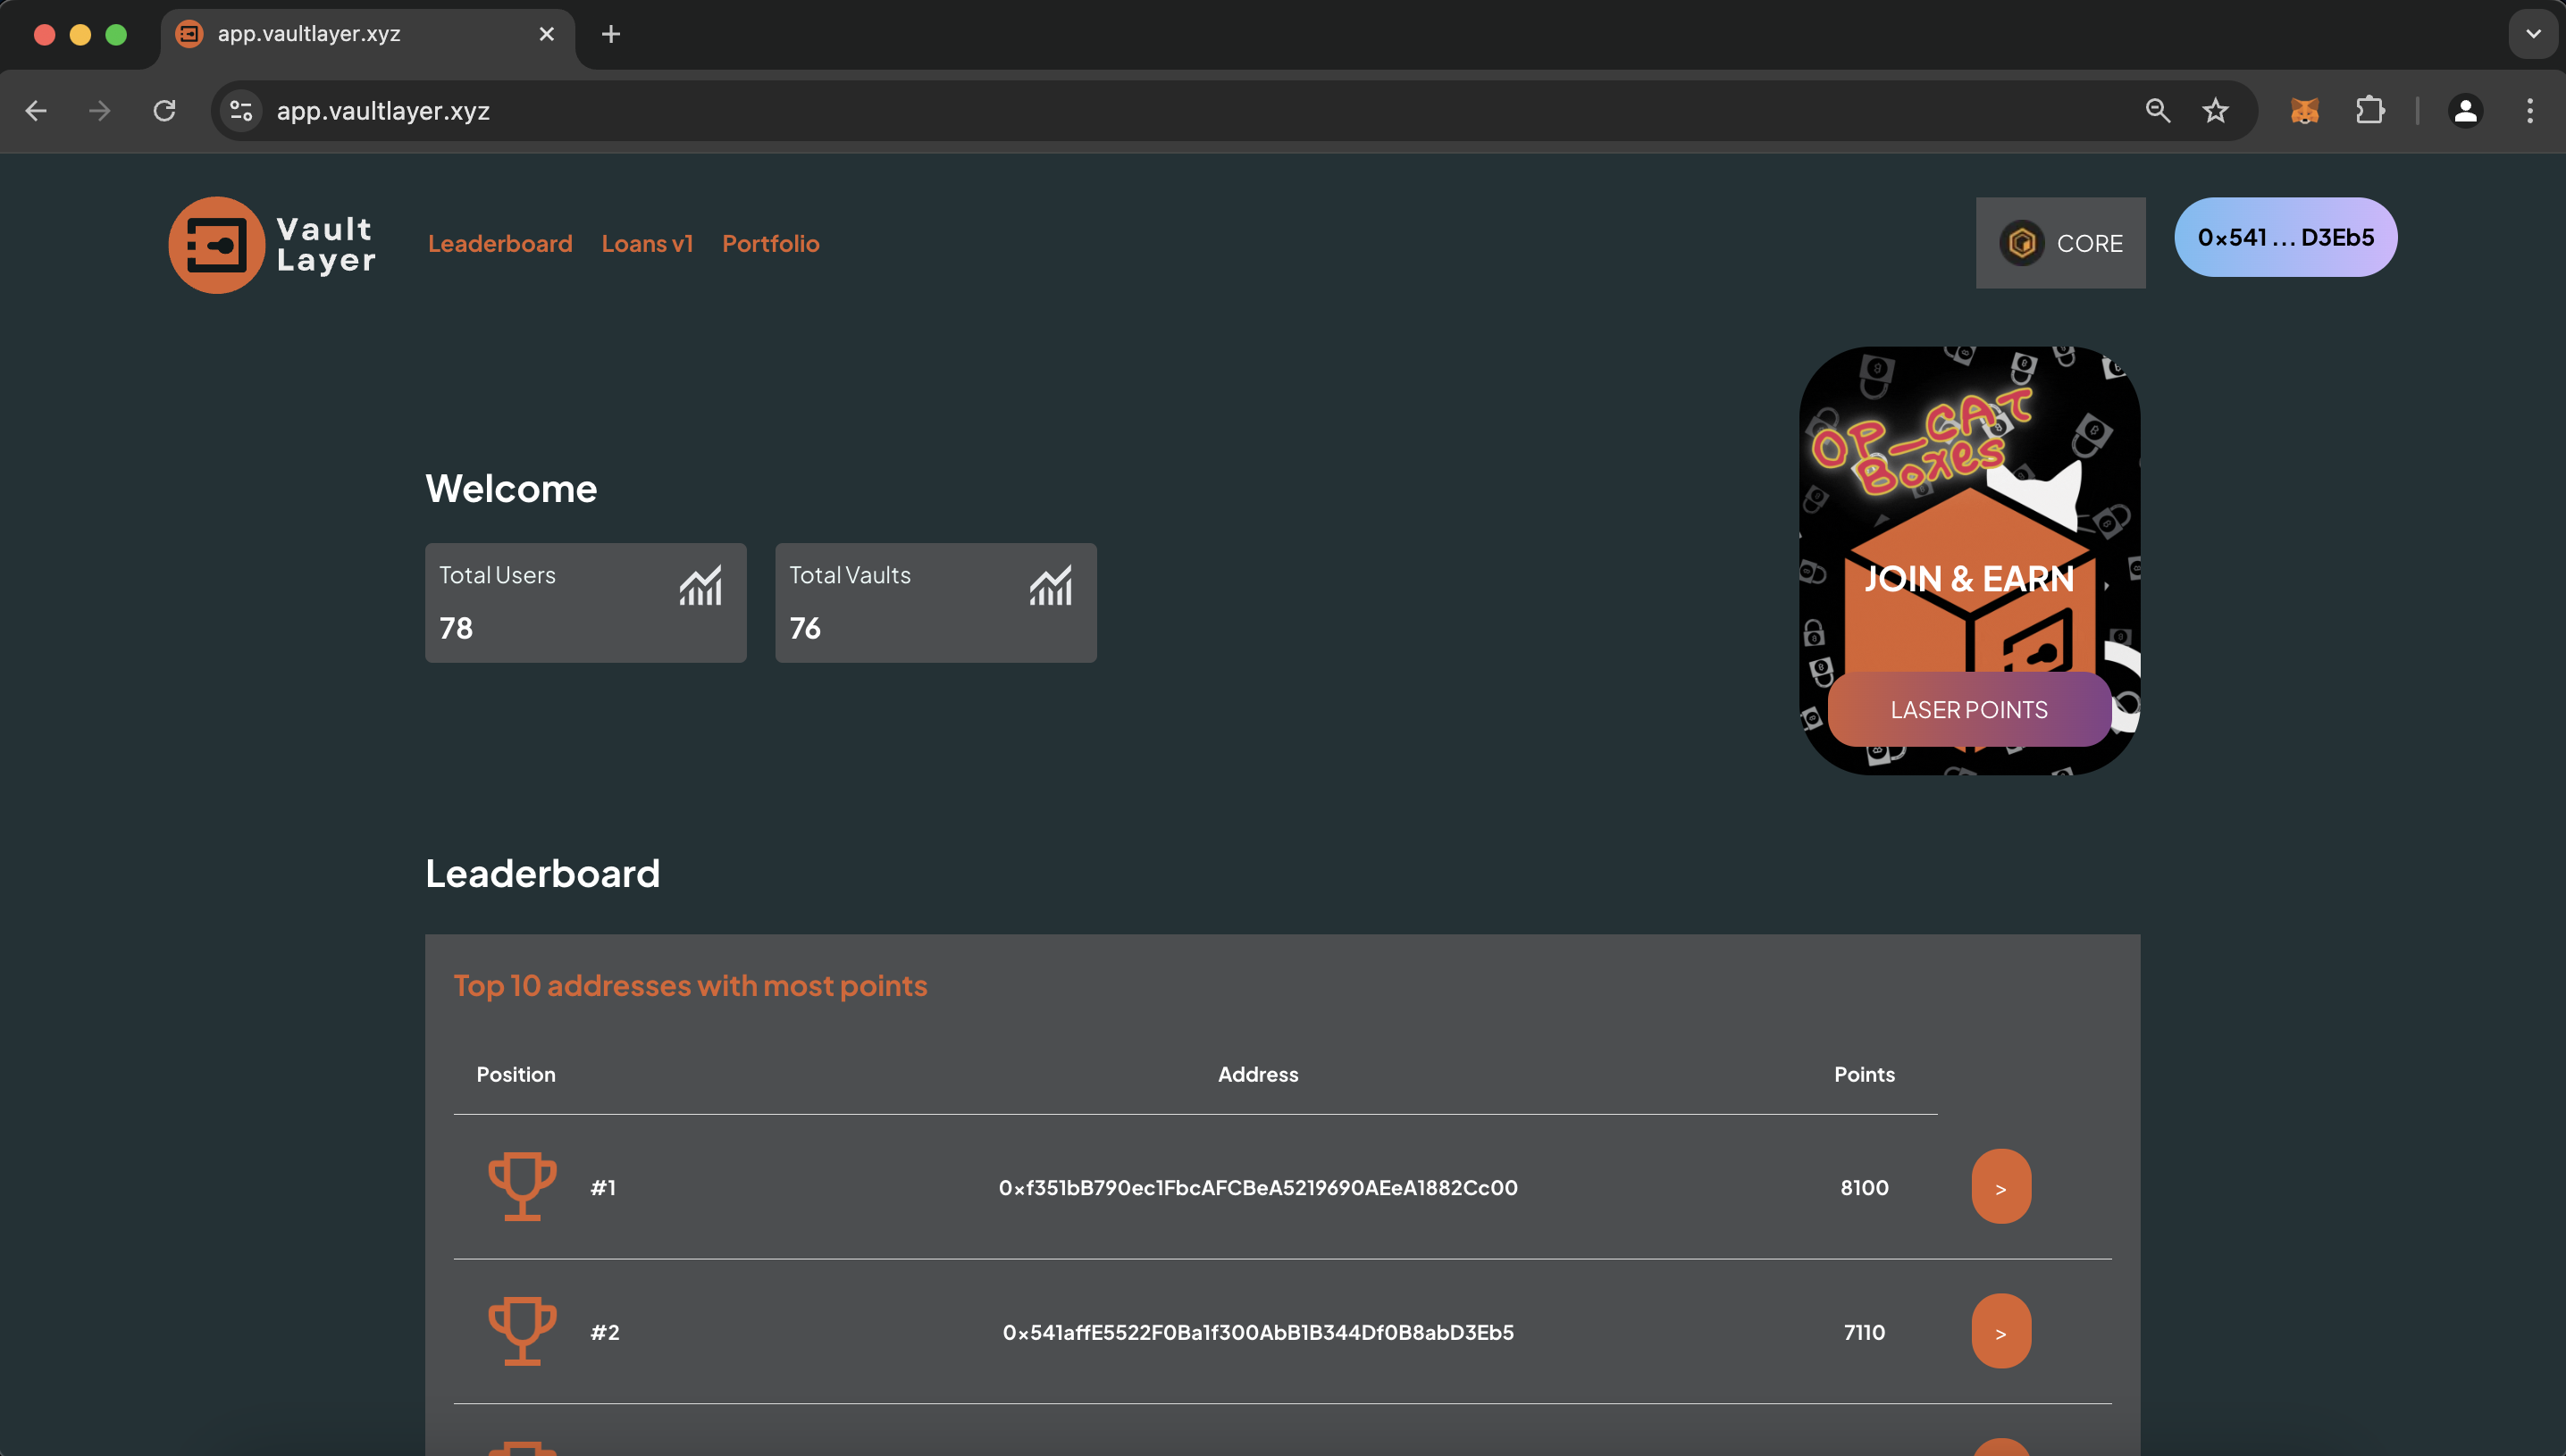 app.vaultlayer.xyz
app.vaultlayer.xyz
Vault
Layer
Leaderboard
Loans v1
Portfolio
CORE
0x541 ... D3Eb5
OP_CAT
Boxes
JOIN & EARN
LASER POINTS
Welcome
Total Users
78
Total Vaults
76
Leaderboard
Top 10 addresses with most points
Position Address Points
#1 0xf351bB790ec1FbcAFCBeA5219690AEeA1882Cc00 8100 >
#2 0x541affE5522F0Ba1f300AbB1B344Df0B8abD3Eb5 7110 >